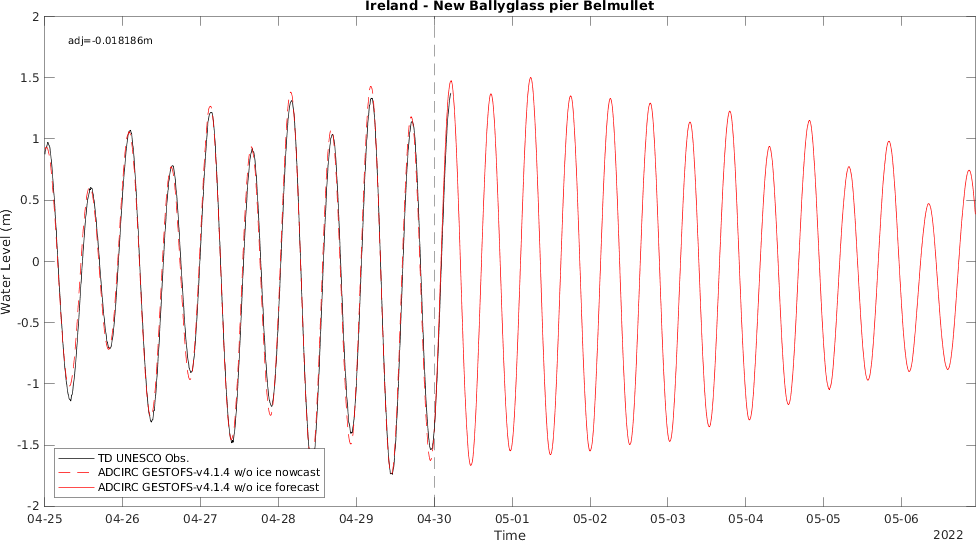 Ireland - New Ballyglass pier Belmullet
adj=-0.018186m
2
1.5
1
0.5
0
-0.5
-1
-1.5
-2
Water Level (m)
TD UNESCO Obs.
ADCIRC GESTOFS-v4.1.4 w/o ice nowcast
ADCIRC GESTOFS-v4.1.4 w/o ice forecast
04-25 04-26 04-27 04-28 04-29 04-30 05-01 05-02 05-03 05-04 05-05 05-06
Time
2022